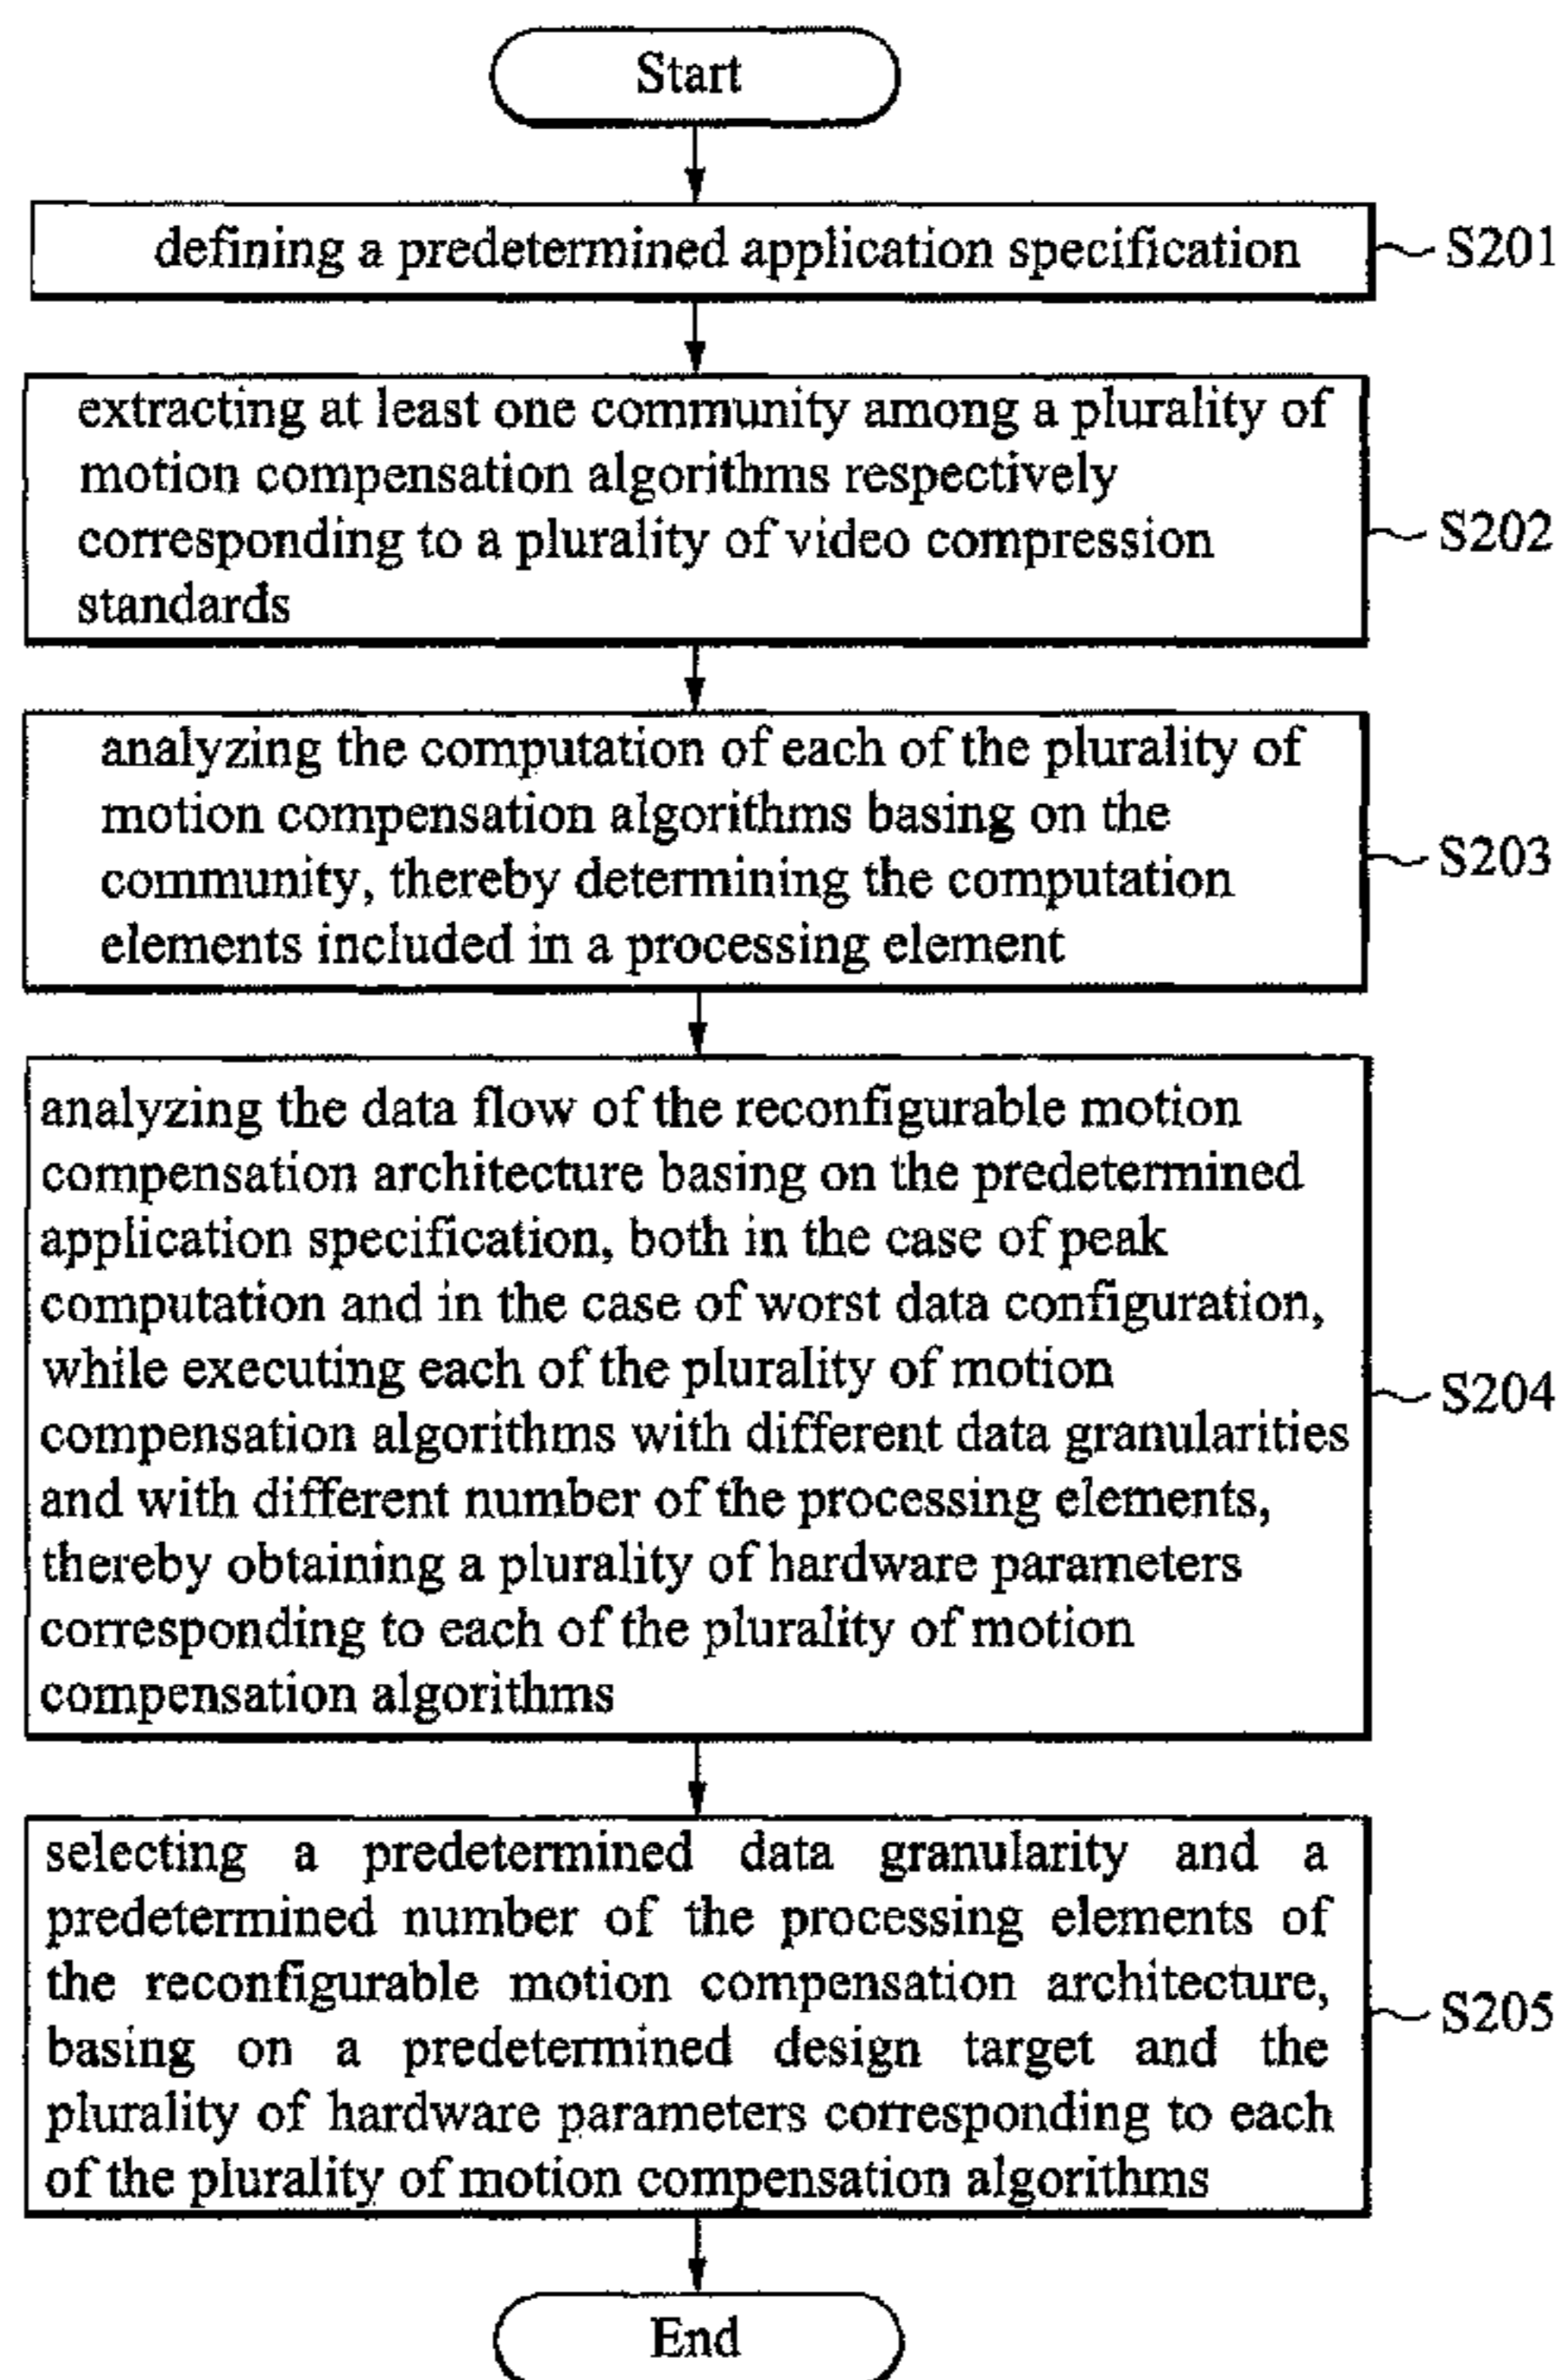 Start
defining a predetermined application specification
S201
extracting at least one community among a plurality of
motion compensation algorithms respectively
corresponding to a plurality of video compression
standards
S202
analyzing the computation of each of the plurality of
motion compensation algorithms basing on the
community, thereby determining the computation
elements included in a processing element
S203
analyzing the data flow of the reconfigurable motion
compensation architecture basing on the predetermined
application specification, both in the case of peak
computation and in the case of worst data configuration,
while executing each of the plurality of motion
compensation algorithms with different data granularities
and with different number of the processing elements,
thereby obtaining a plurality of hardware parameters
corresponding to each of the plurality of motion
compensation algorithms
S204
selecting a predetermined data granularity and a
predetermined number of the processing elements of
the reconfigurable motion compensation architecture,
basing on a predetermined design target and the
plurality of hardware parameters corresponding to each
of the plurality of motion compensation algorithms
S205
End